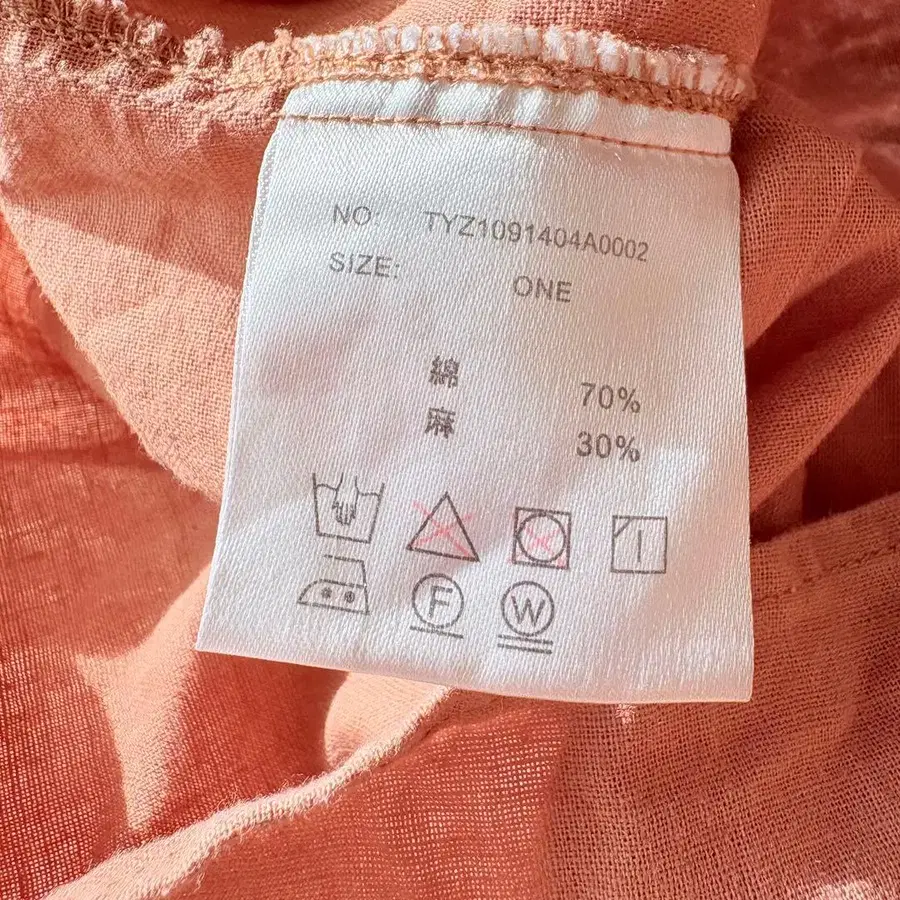 NO: TYZ1091404A0002
SIZE: ONE
綿 70%
麻 30%
F W